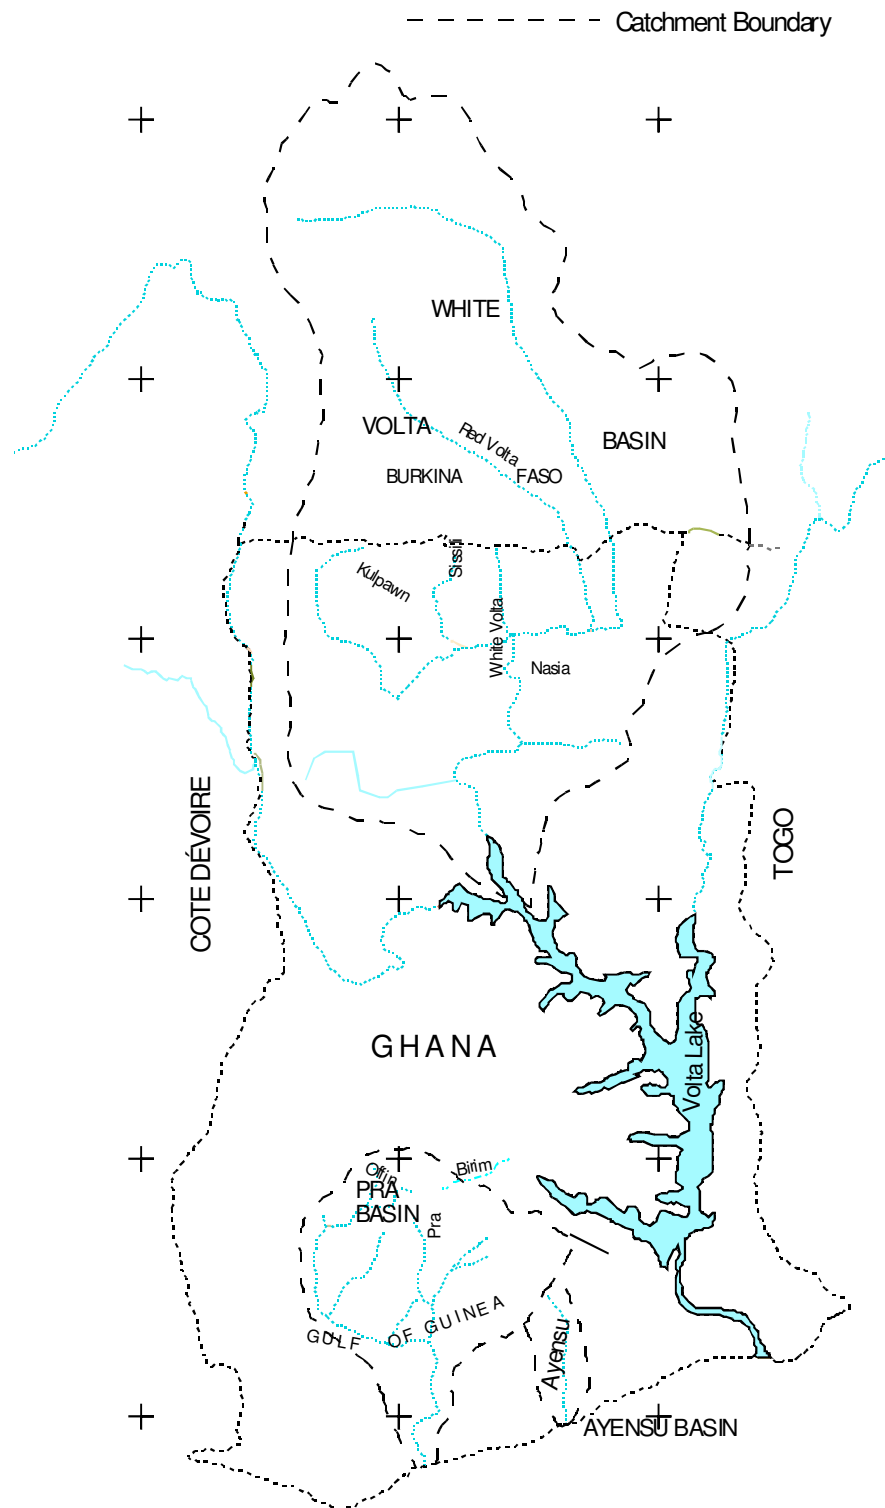 Catchment Boundary
WHITE
VOLTA
Red Volta
BASIN
BURKINA
FASO
Sissili
Kulpawn
White Volta
Nasia
COTE DÉVOIRE
TOGO
GHANA
Volta Lake
Offin
Birim
PRA
BASIN
Pra
GULF OF GUINEA
Ayensu
AYENSU BASIN